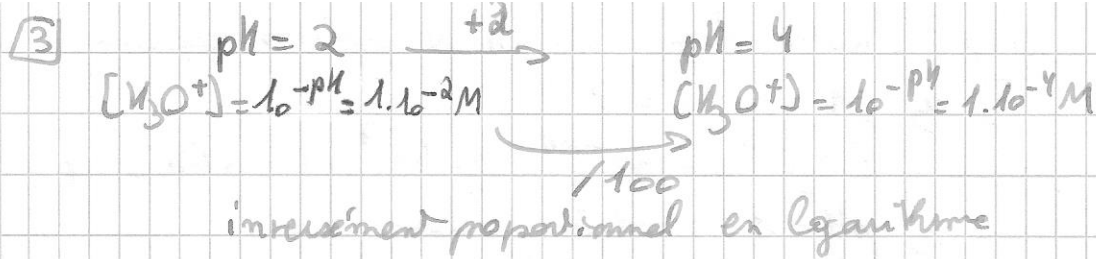 3 pH = 2 +2 pH = 4
[H₃O⁺] = 10⁻ᵖᴴ = 1.10⁻² M [H₃O⁺) = 10⁻ᵖᴴ = 1.10⁻⁴ M
/100
inversément proportionnel en logarithme